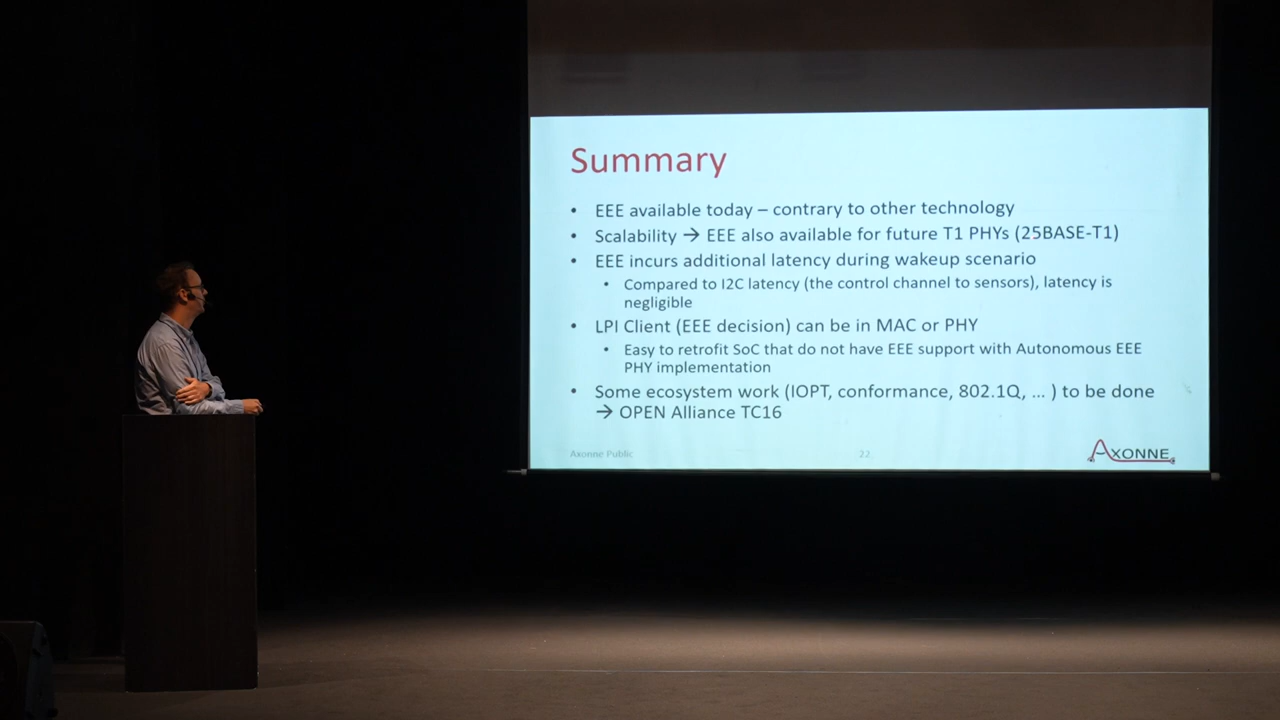 Summary
• EEE available today – contrary to other technology
• Scalability → EEE also available for future T1 PHYs (25BASE-T1)
• EEE incurs additional latency during wakeup scenario
• Compared to I2C latency (the control channel to sensors), latency is
negligible
• LPI Client (EEE decision) can be in MAC or PHY
• Easy to retrofit SoC that do not have EEE support with Autonomous EEE
PHY implementation
• Some ecosystem work (IOPT, conformance, 802.1Q, ... ) to be done
→ OPEN Alliance TC16
Axonne Public
22
AXONNE